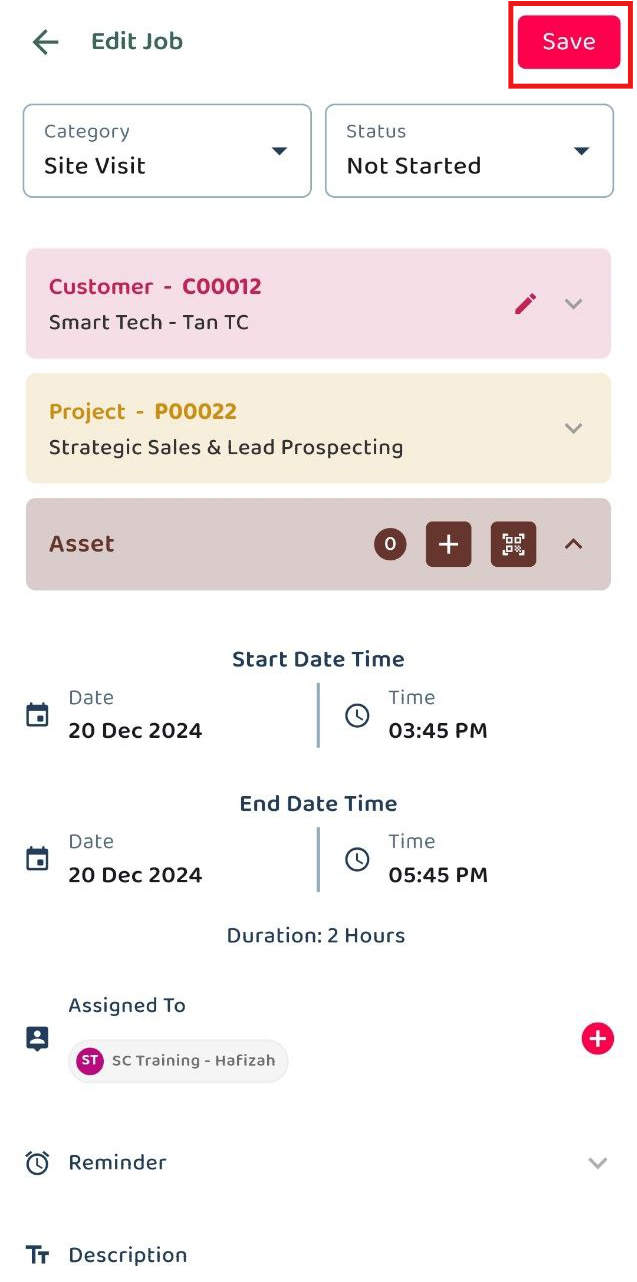 Edit Job
Save
Category
Site Visit
Status
Not Started
Customer - C00012
Smart Tech - Tan TC
Project - P00022
Strategic Sales & Lead Prospecting
Asset
0
Start Date Time
Date
20 Dec 2024
Time
03:45 PM
End Date Time
Date
20 Dec 2024
Time
05:45 PM
Duration: 2 Hours
Assigned To
ST SC Training - Hafizah
Reminder
Description